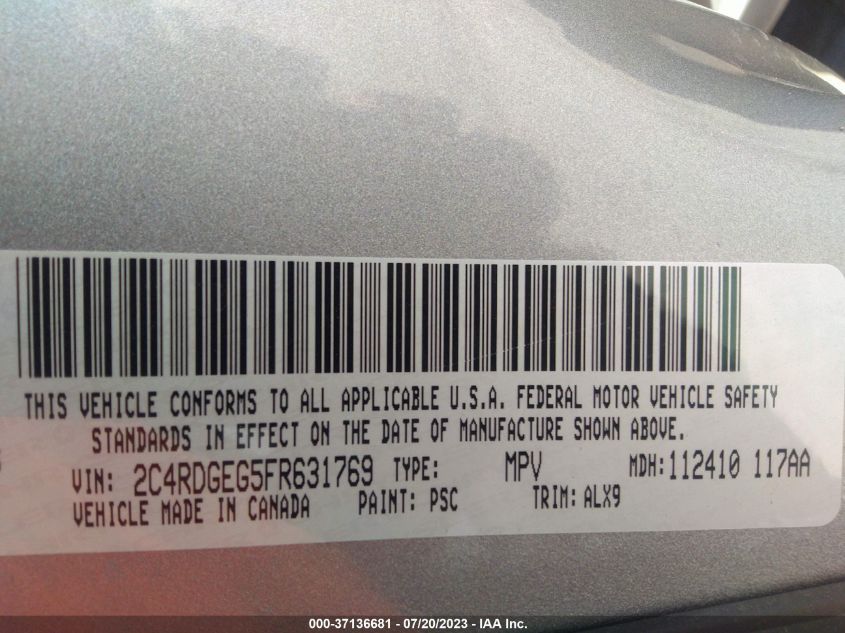 THIS VEHICLE CONFORMS TO ALL APPLICABLE U.S.A. FEDERAL MOTOR VEHICLE SAFETY
STANDARDS IN EFFECT ON THE DATE OF MANUFACTURE SHOWN ABOVE.
VIN: 2C4RDGEG5FR631769 TYPE: MPV MDH:112410 117AA
VEHICLE MADE IN CANADA PAINT: PSC TRIM: ALX9
000-37136681 - 07/20/2023 - IAA Inc.